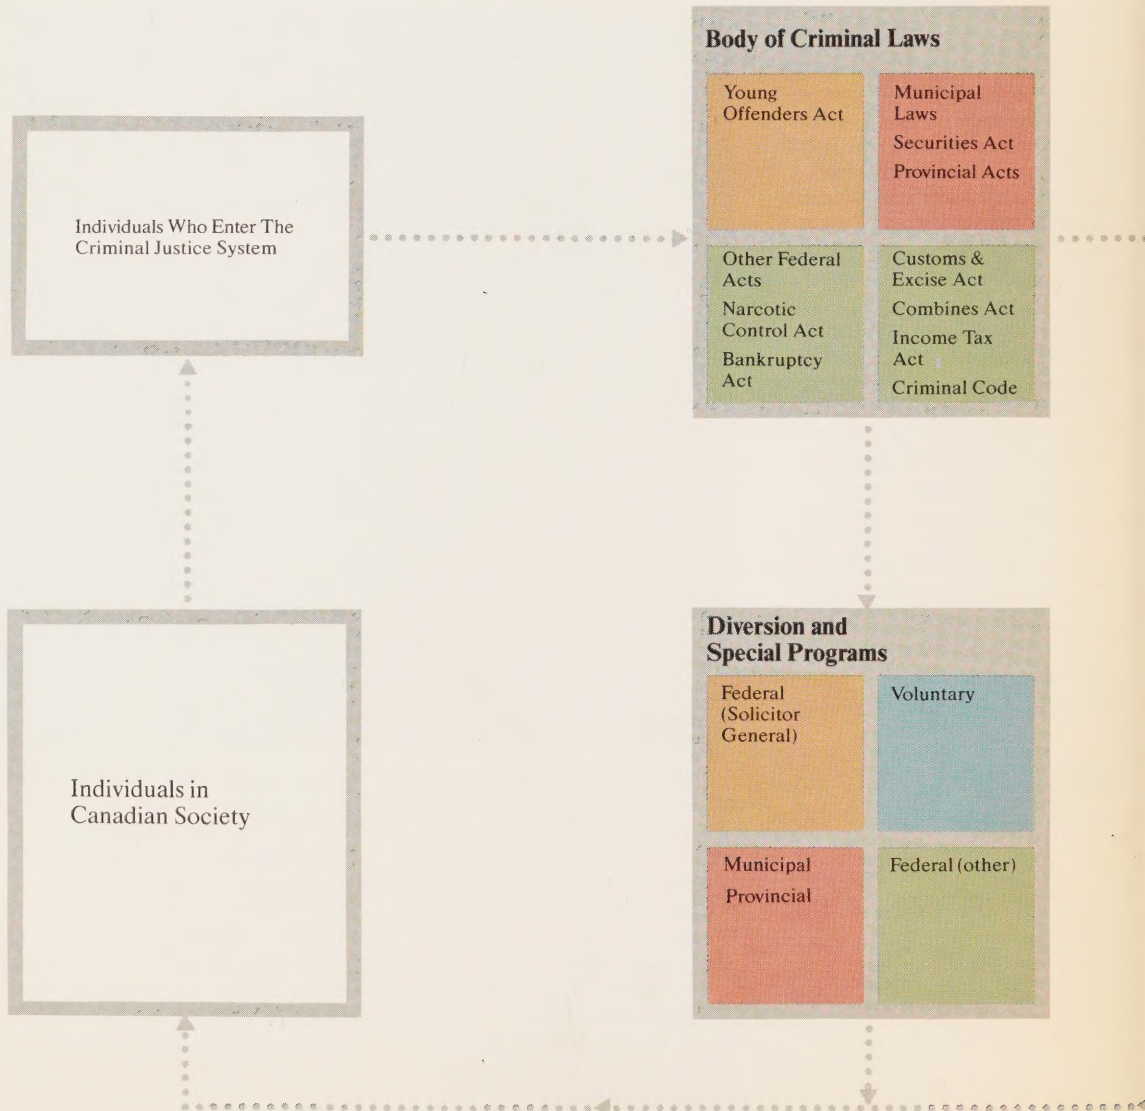 Body of Criminal Laws
Young
Offenders Act
Municipal
Laws
Securities Act
Provincial Acts
Individuals Who Enter The
Criminal Justice System
Other Federal
Acts
Narcotic
Control Act
Bankruptcy
Act
Customs &
Excise Act
Combines Act
Income Tax
Act
Criminal Code
Diversion and
Special Programs
Federal
(Solicitor
General)
Voluntary
Individuals in
Canadian Society
Municipal
Provincial
Federal (other)